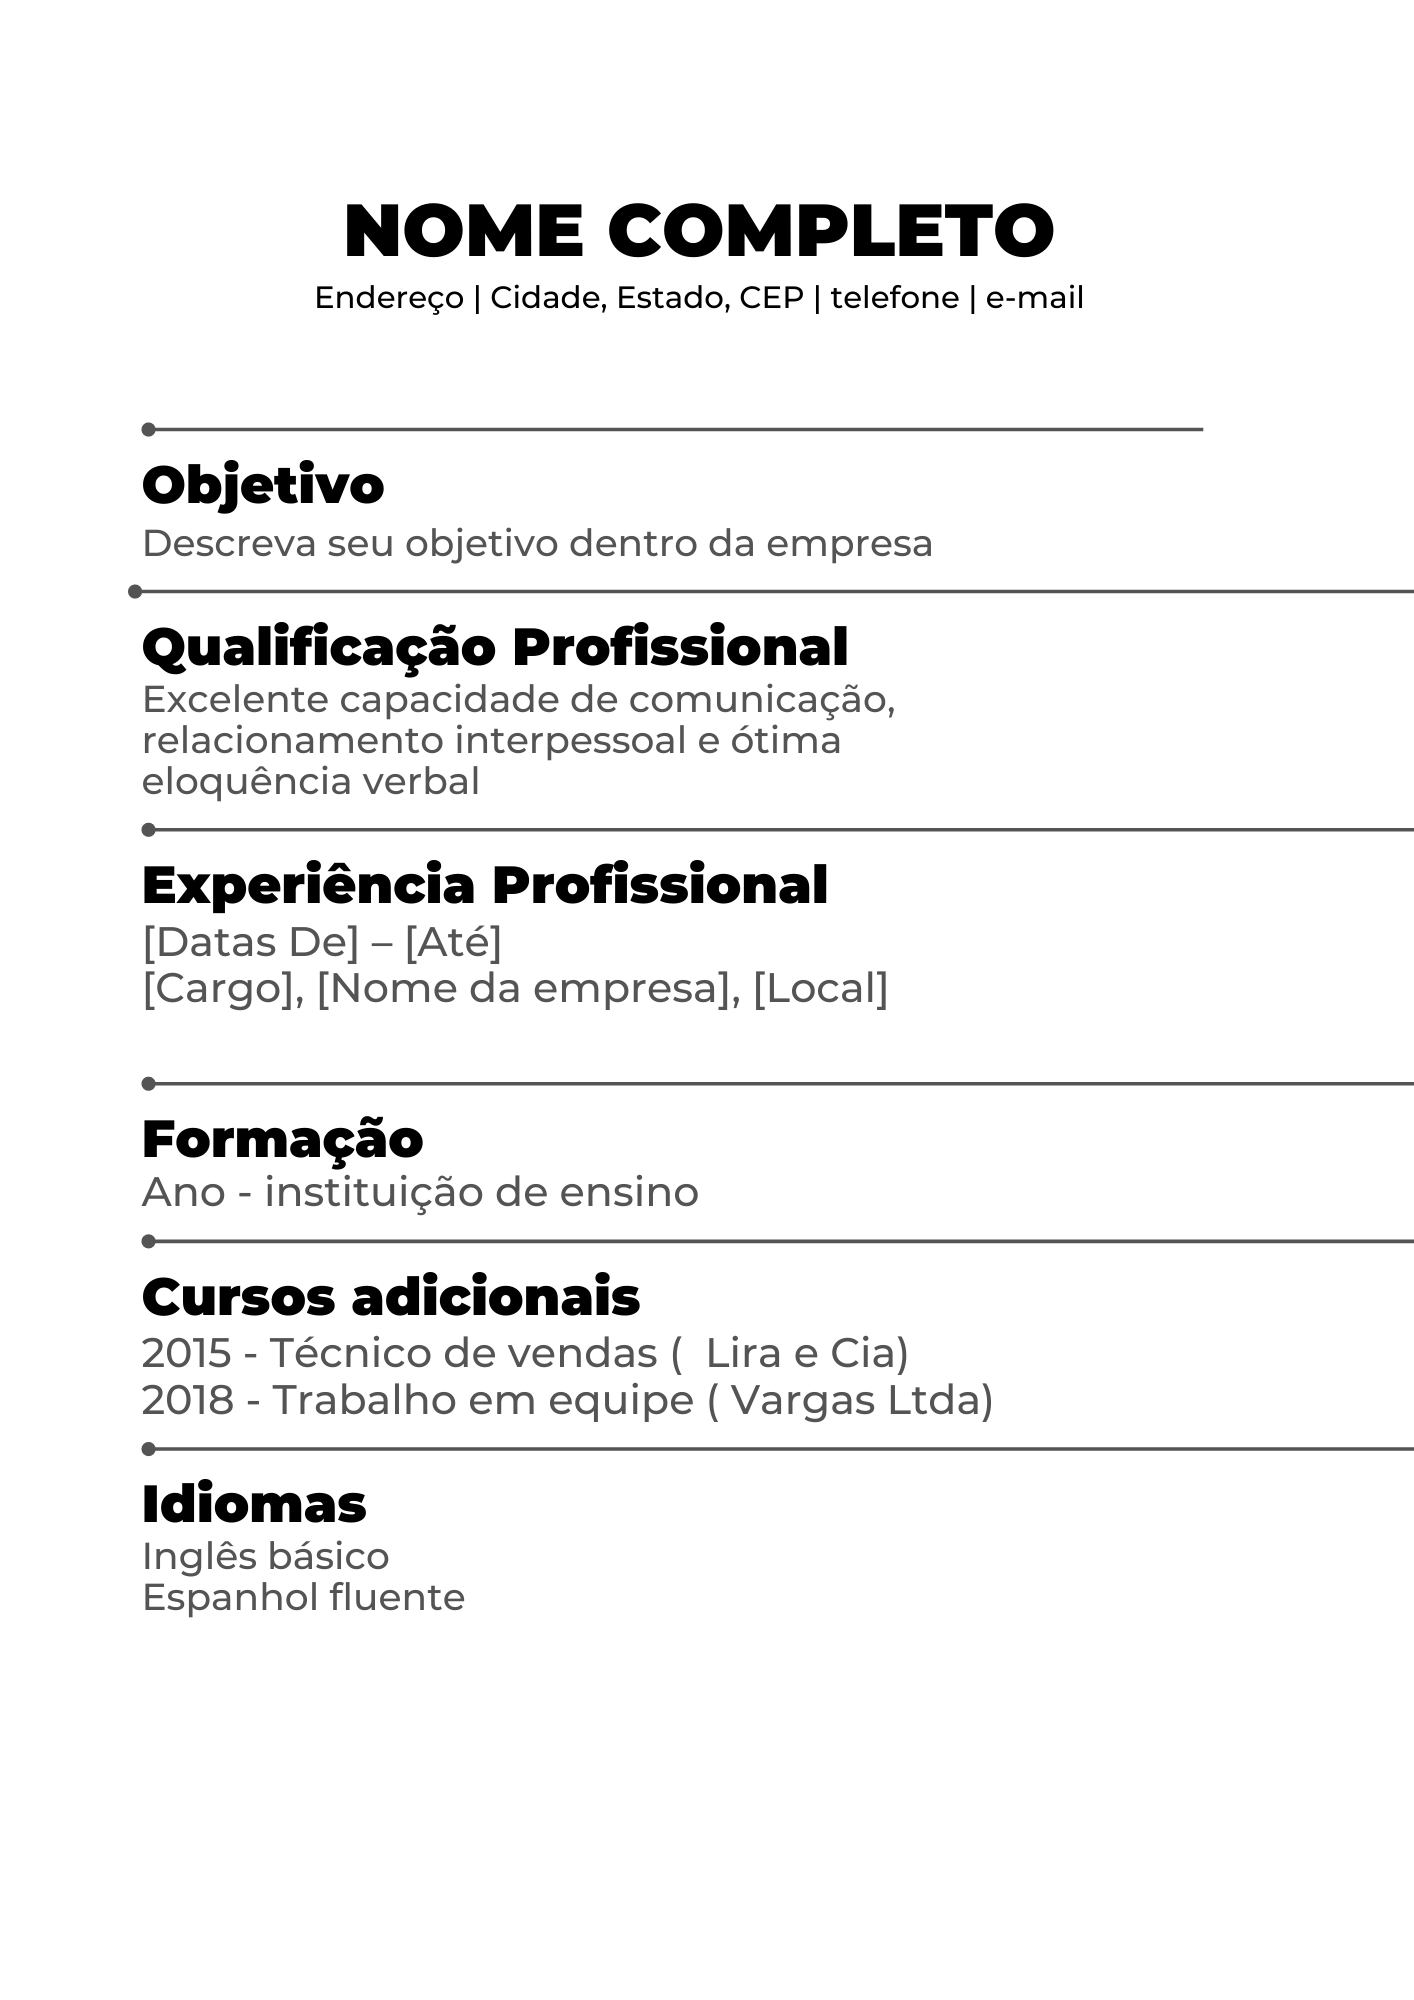 NOME COMPLETO
Endereço | Cidade, Estado, CEP | telefone | e-mail
Objetivo
Descreva seu objetivo dentro da empresa
Qualificação Profissional
Excelente capacidade de comunicação,
relacionamento interpessoal e ótima
eloquência verbal
Experiência Profissional
[Datas De] – [Até]
[Cargo], [Nome da empresa], [Local]
Formação
Ano - instituição de ensino
Cursos adicionais
2015 - Técnico de vendas (  Lira e Cia)
2018 - Trabalho em equipe ( Vargas Ltda)
Idiomas
Inglês básico
Espanhol fluente